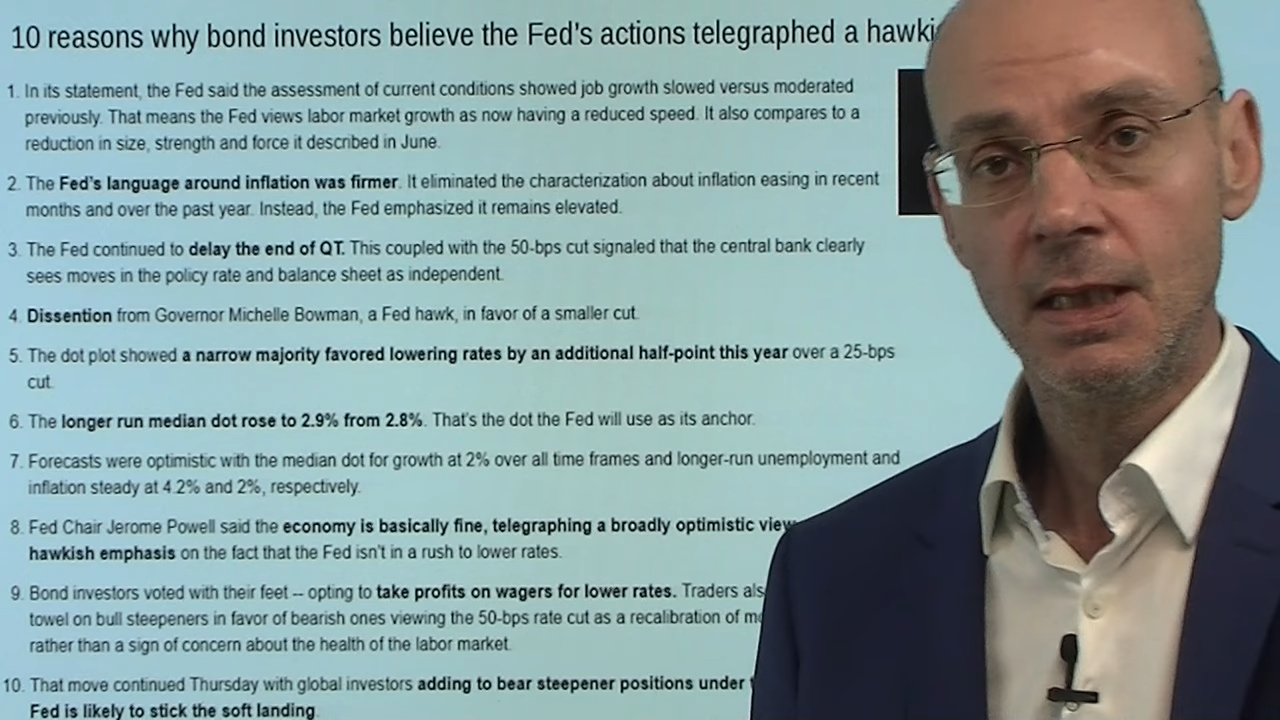 10 reasons why bond investors believe the Fed's actions telegraphed a
1. In its statement, the Fed said the assessment of current conditions showed job growth slowed versus moderated
previously. That means the Fed views labor market growth as now having a reduced speed. It also compares to a
reduction in size, strength and force it described in June.
2. The Fed's language around inflation was firmer. It eliminated the characterization about inflation easing in recent
months and over the past year. Instead, the Fed emphasized it remains elevated.
3. The Fed continued to delay the end of QT. This coupled with the 50-bps cut signaled that the central bank clearly
sees moves in the policy rate and balance sheet as independent.
4. Dissention from Governor Michelle Bowman, a Fed hawk, in favor of a smaller cut.
5. The dot plot showed a narrow majority favored lowering rates by an additional half-point this year over a 25-bps
cut.
6. The longer run median dot rose to 2.9% from 2.8%. That's the dot the Fed will use as its anchor.
7. Forecasts were optimistic with the median dot for growth at 2% over all time frames and longer-run unemployment and
inflation steady at 4.2% and 2%, respectively.
8. Fed Chair Jerome Powell said the economy is basically fine, telegraphing a broadly optimistic view
hawkish emphasis on the fact that the Fed isn't in a rush to lower rates.
9. Bond investors voted with their feet -- opting to take profits on wagers for lower rates. Traders
towel on bull steepeners in favor of bearish ones viewing the 50-bps rate cut as a recalibration of
rather than a sign of concern about the health of the labor market.
10. That move continued Thursday with global investors adding to bear steepener positions under
Fed is likely to stick the soft landing.